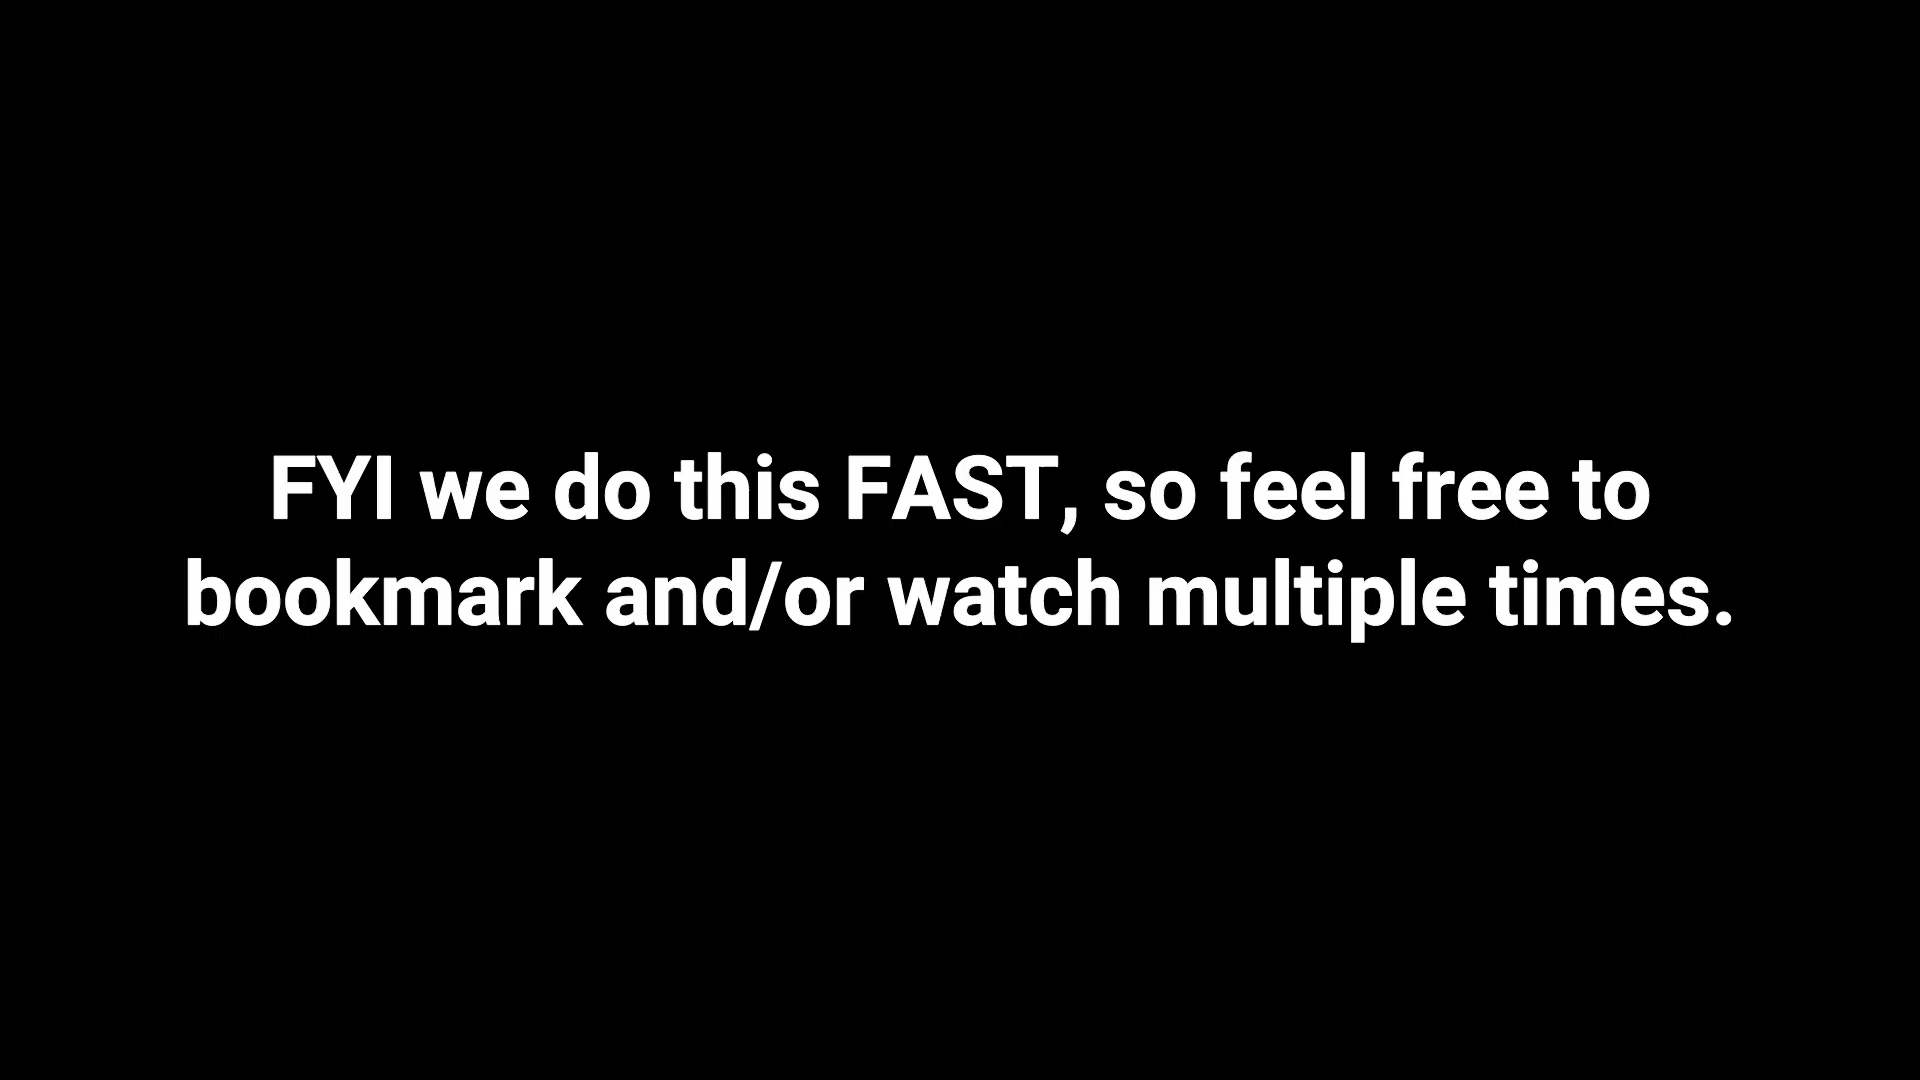 FYI we do this FAST, so feel free to
bookmark and/or watch multiple times.